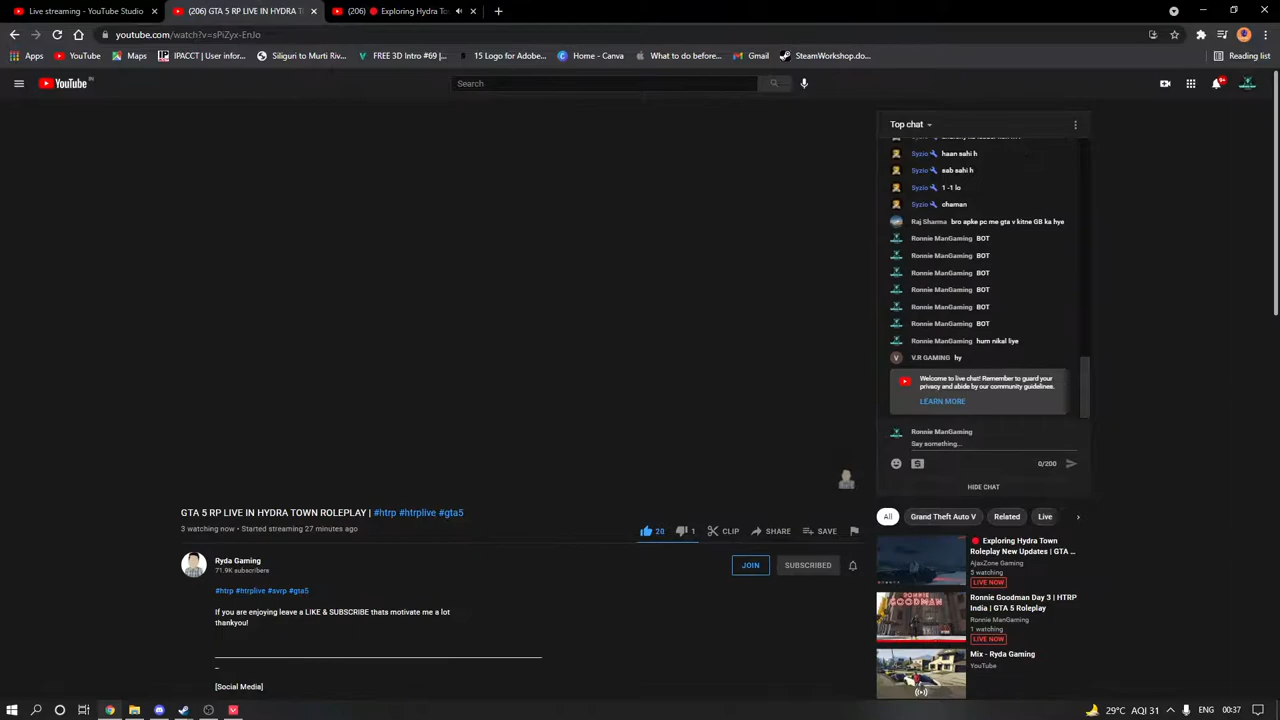 Live streaming - YouTube Studio
(206) GTA 5 RP LIVE IN HYDRA T
(206) Exploring Hydra To
youtube.com/watch?v=sPiZyx-EnJo
Apps
YouTube
Maps
IPACCT | User infor...
Siliguri to Murti Riv...
FREE 3D Intro #69 |...
15 Logo for Adober...
Home - Canva
What to do before...
Gmail
SteamWorkshop.do...
Reading list
YouTube IN
Search
9+
Top chat
Syzio haan sahi h
Syzio sab sahi h
Syzio 1 -1 lo
Syzio chaman
Raj Sharma bro apke pc me gta v kitne GB ka hye
Ronnie ManGaming BOT
Ronnie ManGaming BOT
Ronnie ManGaming BOT
Ronnie ManGaming BOT
Ronnie ManGaming BOT
Ronnie ManGaming BOT
Ronnie ManGaming hum nikal liye
V V.R GAMING hy
Welcome to live chat! Remember to guard your
privacy and abide by our community guidelines.
LEARN MORE
Ronnie ManGaming
Say something...
0/200
HIDE CHAT
GTA 5 RP LIVE IN HYDRA TOWN ROLEPLAY | #htrp #htrplive #gta5
3 watching now • Started streaming 27 minutes ago
20
1
CLIP
SHARE
SAVE
Ryda Gaming
71.9K subscribers
JOIN
SUBSCRIBED
#htrp #htrplive #svrp #gta5
If you are enjoying leave a LIKE & SUBSCRIBE thats motivate me a lot
thankyou!
[Social Media]
All
Grand Theft Auto V
Related
Live
Exploring Hydra Town
Roleplay New Updates | GTA ...
AjaxZone Gaming
3 watching
LIVE NOW
RONNIE
GOODMAN
Ronnie Goodman Day 3 | HTRP
India | GTA 5 Roleplay
Ronnie ManGaming
1 watching
LIVE NOW
Mix - Ryda Gaming
YouTube
29°C AQI 31
ENG
00:37